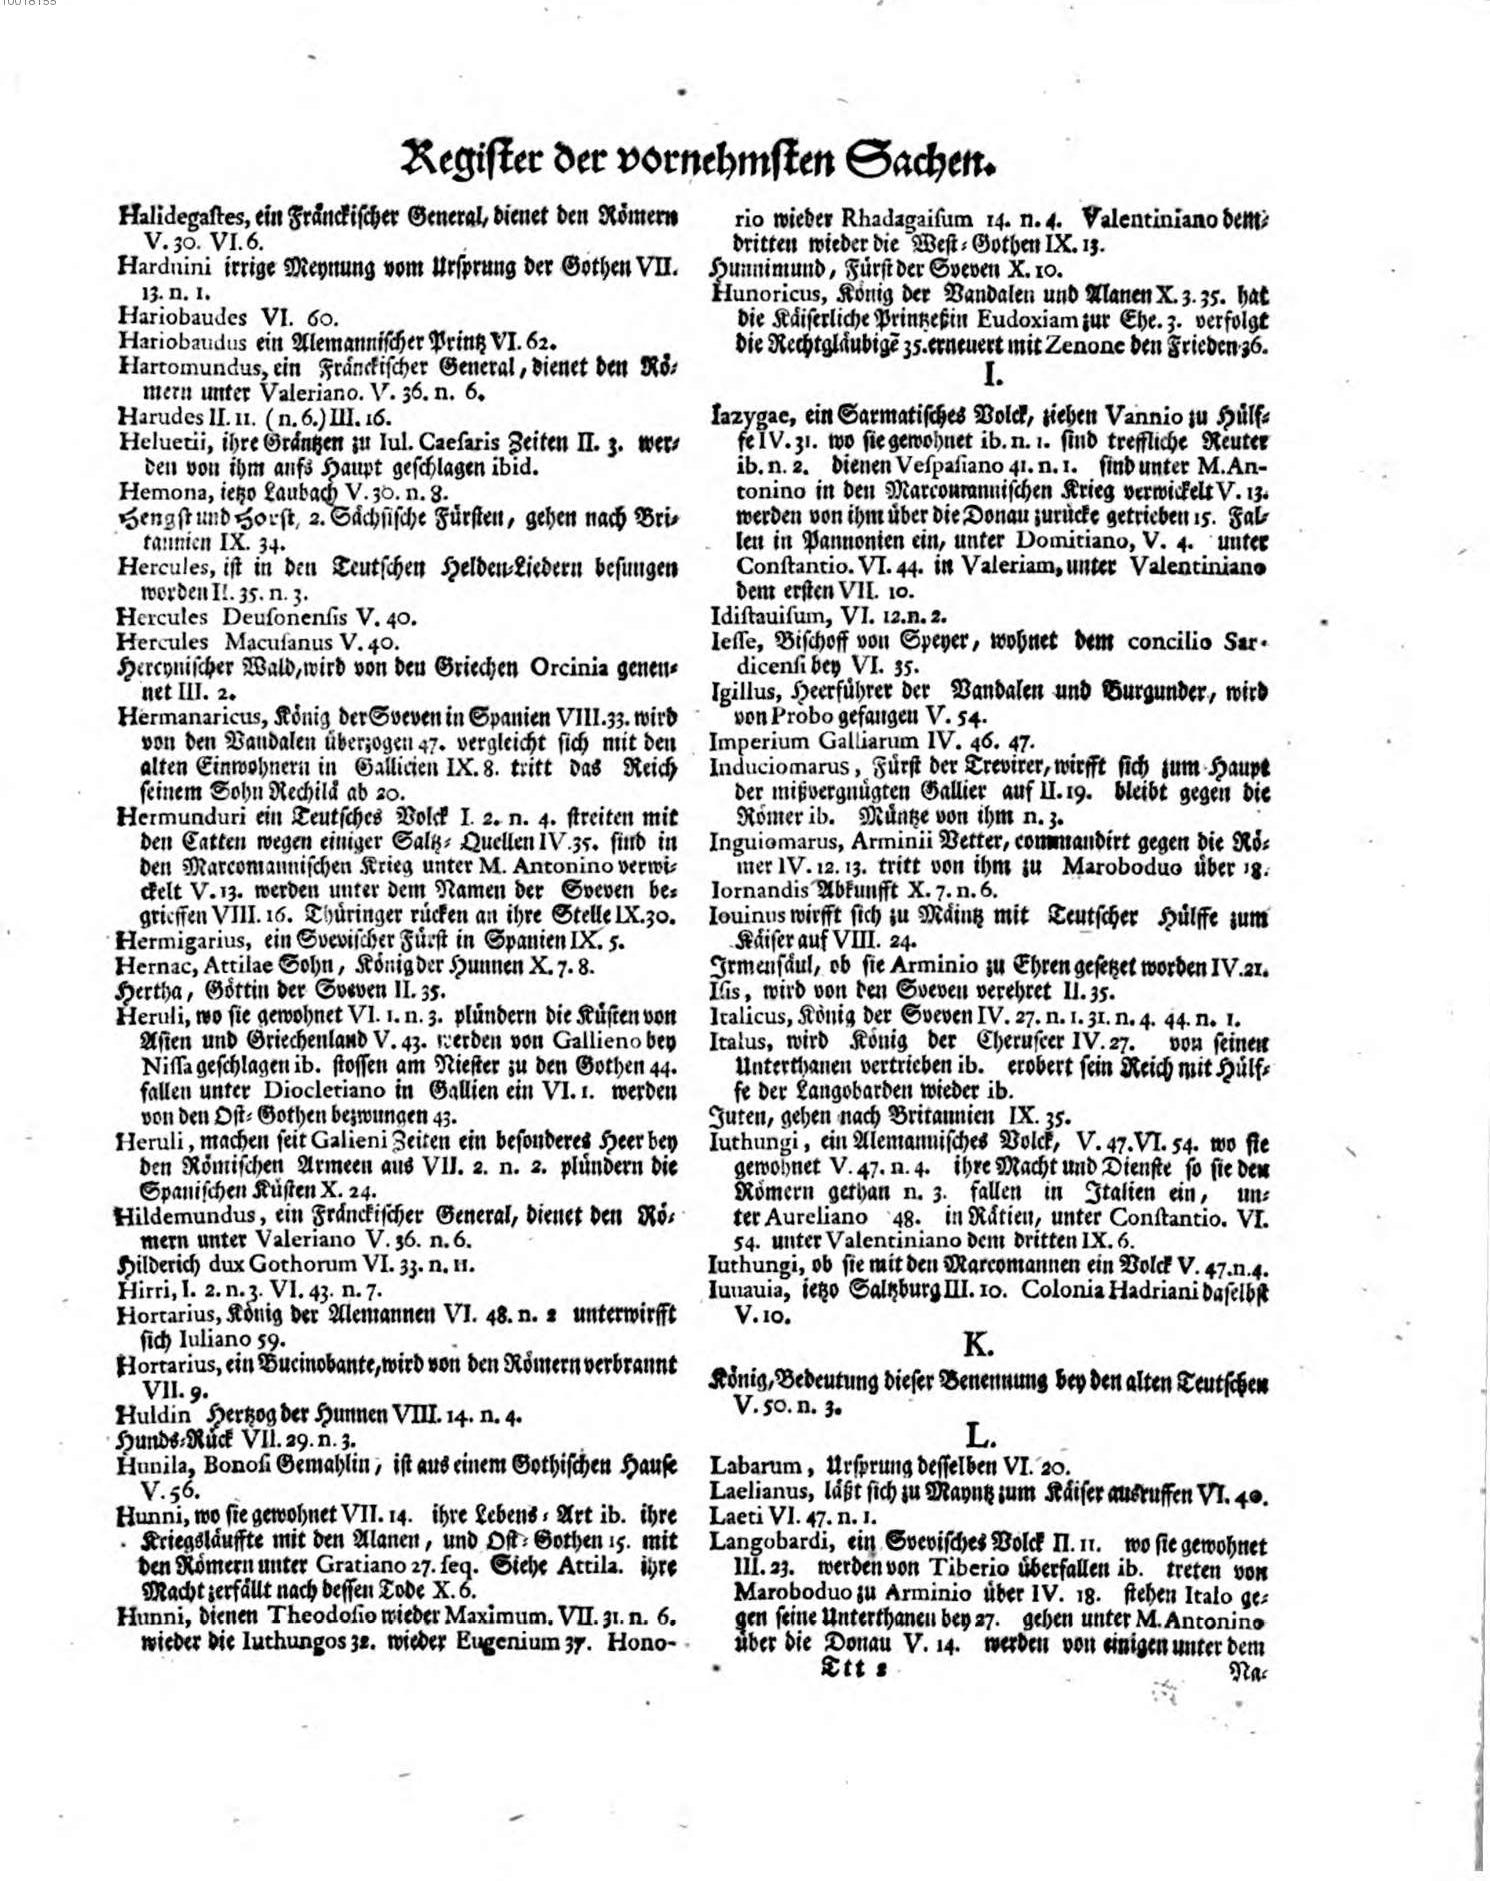 10018155
Register der vornehmſten Sachen.
Halidegaſtes, ein Fränckiſcher General, dienet den Römern
V. 30. VI. 6.
Harduini irrige Meynung vom Urſprung der Gothen VII.
13. n. 1.
Hariobaudes VI. 60.
Hariobaudus ein Alemanniſcher Printz VI. 62.
Hartomundus, ein Fränckiſcher General, dienet den Rö-
mern unter Valeriano. V. 36. n. 6.
Harudes II. 11. (n. 6.) III. 16.
Heluetii, ihre Gräntzen zu Iul. Caeſaris Zeiten II. 3. wer-
den von ihm aufs Haupt geſchlagen ibid.
Hemona, ietzo Laubach V. 30. n. 8.
Hengſt und Horſt, 2. Sächſiſche Fürſten, gehen nach Bri-
tannien IX. 34.
Hercules, iſt in den Teutſchen Helden-Liedern beſungen
worden II. 35. n. 3.
Hercules Deuſonenſis V. 40.
Hercules Macuſanus V. 40.
Hercyniſcher Wald, wird von den Griechen Orcinia genen-
net III. 2.
Hermanaricus, König der Sveven in Spanien VIII. 33. wird
von den Vandalen überzogen 47. vergleicht ſich mit den
alten Einwohnern in Gallicien IX. 8. tritt das Reich
ſeinem Sohn Rechilä ab 20.
Hermunduri ein Teutſches Volck I. 2. n. 4. ſtreiten mit
den Catten wegen einiger Saltz-Quellen IV. 35. ſind in
den Marcomanniſchen Krieg unter M. Antonino verwi-
ckelt V. 13. werden unter dem Namen der Sveven be-
grieffen VIII. 16. Thüringer rücken an ihre Stelle IX. 30.
Hermigarius, ein Sveviſcher Fürſt in Spanien IX. 5.
Hernac, Attilae Sohn, König der Hunnen X. 7. 8.
Hertha, Göttin der Sveven II. 35.
Heruli, wo ſie gewohnet VI. 1. n. 3. plündern die Küſten von
Aſien und Griechenland V. 43. werden von Gallieno bey
Niſſa geſchlagen ib. ſtoſſen am Nieſter zu den Gothen 44.
fallen unter Diocletiano in Gallien ein VI. 1. werden
von den Oſt-Gothen bezwungen 43.
Heruli, machen ſeit Galieni Zeiten ein beſonderes Heer bey
den Römiſchen Armeen aus VII. 2. n. 2. plündern die
Spaniſchen Küſten X. 24.
Hildemundus, ein Fränckiſcher General, dienet den Rö-
mern unter Valeriano V. 36. n. 6.
Hilderich dux Gothorum VI. 33. n. 11.
Hirri, I. 2. n. 3. VI. 43. n. 7.
Hortarius, König der Alemannen VI. 48. n. 2 unterwirfft
ſich Iuliano 59.
Hortarius, ein Bucinobante, wird von den Römern verbrannt
VII. 9.
Huldin Hertzog der Hunnen VIII. 14. n. 4.
Hunds-Rück VII. 29. n. 3.
Hunila, Bonoſi Gemahlin, iſt aus einem Gothiſchen Hauſe
V. 56.
Hunni, wo ſie gewohnet VII. 14. ihre Lebens-Art ib. ihre
Kriegsläuffte mit den Alanen, und Oſt-Gothen 15. mit
den Römern unter Gratiano 27. ſeq. Siehe Attila. ihre
Macht zerfällt nach deſſen Tode X. 6.
Hunni, dienen Theodoſio wieder Maximum. VII. 31. n. 6.
wieder die Iuthungos 32. wieder Eugenium 37. Hono-
rio wieder Rhadagaiſum 14. n. 4. Valentiniano dem-
dritten wieder die Weſt-Gothen IX. 13.
Hunnimund, Fürſt der Sveven X. 10.
Hunoricus, König der Vandalen und Alanen X. 3. 35. hat
die Käiſerliche Printzeßin Eudoxiam zur Ehe. 3. verfolgt
die Rechtgläubigē 35. erneuert mit Zenone den Frieden 36.
I.
Iazygae, ein Sarmatiſches Volck, ziehen Vannio zu Hülf-
fe IV. 31. wo ſie gewohnet ib. n. 1. ſind treffliche Reuter
ib. n. 2. dienen Veſpaſiano 41. n. 1. ſind unter M. An-
tonino in den Marcomanniſchen Krieg verwickelt V. 13.
werden von ihm über die Donau zurücke getrieben 15. Fal-
len in Pannonien ein, unter Domitiano, V. 4. unter
Conſtantio. VI. 44. in Valeriam, unter Valentiniano
dem erſten VII. 10.
Idiſtauiſum, VI. 12. n. 2.
Ieſſe, Biſchoff von Speyer, wohnet dem concilio Sar-
dicenſi bey VI. 35.
Igillus, Heerführer der Vandalen und Burgunder, wird
von Probo gefangen V. 54.
Imperium Galliarum IV. 46. 47.
Induciomarus, Fürſt der Trevirer, wirfft ſich zum Haupt
der mißvergnügten Gallier auf II. 19. bleibt gegen die
Römer ib. Müntze von ihm n. 3.
Inguiomarus, Arminii Vetter, commandirt gegen die Rö-
mer IV. 12. 13. tritt von ihm zu Maroboduo über 18.
Iornandis Abkunfft X. 7. n. 6.
Iouinus wirfft ſich zu Mäintz mit Teutſcher Hülffe zum
Käiſer auf VIII. 24.
Irmenſäul, ob ſie Arminio zu Ehren geſetzet worden IV. 21.
Iſis, wird von den Sveven verehret II. 35.
Italicus, König der Sveven IV. 27. n. 1. 31. n. 4. 44. n. 1.
Italus, wird König der Cheruſcer IV. 27. von ſeinen
Unterthanen vertrieben ib. erobert ſein Reich mit Hülf-
fe der Langobarden wieder ib.
Juten, gehen nach Britannien IX. 35.
Iuthungi, ein Alemanniſches Volck, V. 47. VI. 54. wo ſie
gewohnet V. 47. n. 4. ihre Macht und Dienſte ſo ſie den
Römern gethan n. 3. fallen in Italien ein, un-
ter Aureliano 48. in Rätien, unter Conſtantio. VI.
54. unter Valentiniano dem dritten IX. 6.
Iuthungi, ob ſie mit den Marcomannen ein Volck V. 47. n. 4.
Iuuauia, ietzo Saltzburg III. 10. Colonia Hadriani daſelbſt
V. 10.
K.
König, Bedeutung dieſer Benennung bey den alten Teutſchen
V. 50. n. 3.
L.
Labarum, Urſprung deſſelben VI. 20.
Laelianus, läßt ſich zu Mayntz zum Käiſer ausruffen VI. 40.
Laeti VI. 47. n. 1.
Langobardi, ein Sveviſches Volck II. 11. wo ſie gewohnet
III. 23. werden von Tiberio überfallen ib. treten von
Maroboduo zu Arminio über IV. 18. ſtehen Italo ge-
gen ſeine Unterthanen bey 27. gehen unter M. Antonino
über die Donau V. 14. werden von einigen unter dem
Ttt 2
Na-